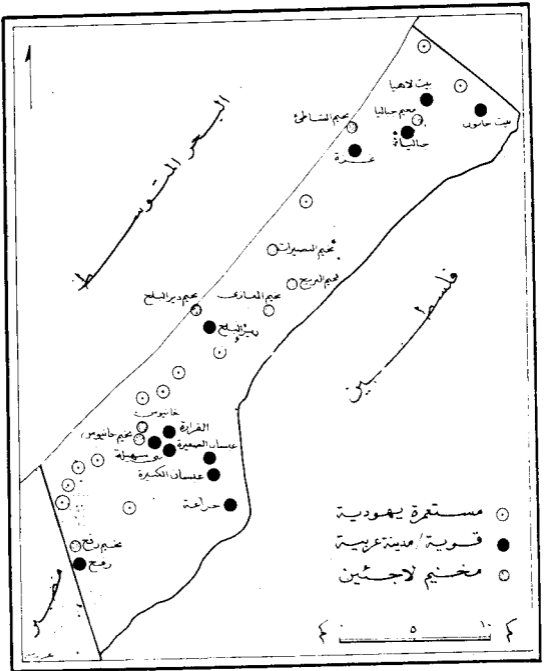 البحر المتوسط
بيت لاهيا
مخيم جباليا
بيت حانون
مخيم الشاطئ
جباليا
غزة
مخيم النصيرات
مخيم البريج
فلسطين
مخيم المغازي
مخيم دير البلح
دير البلح
خانيونس
القرارة
مخيم خانيونس
عبسان الصغيرة
بني سهيلة
عبسان الكبيرة
خزاعة
مخيم رفح
رفح
مصر
مستعمرة يهودية
قرية / مدينة عربية
مخيم لاجئين
كم ٥ ١٠ كم